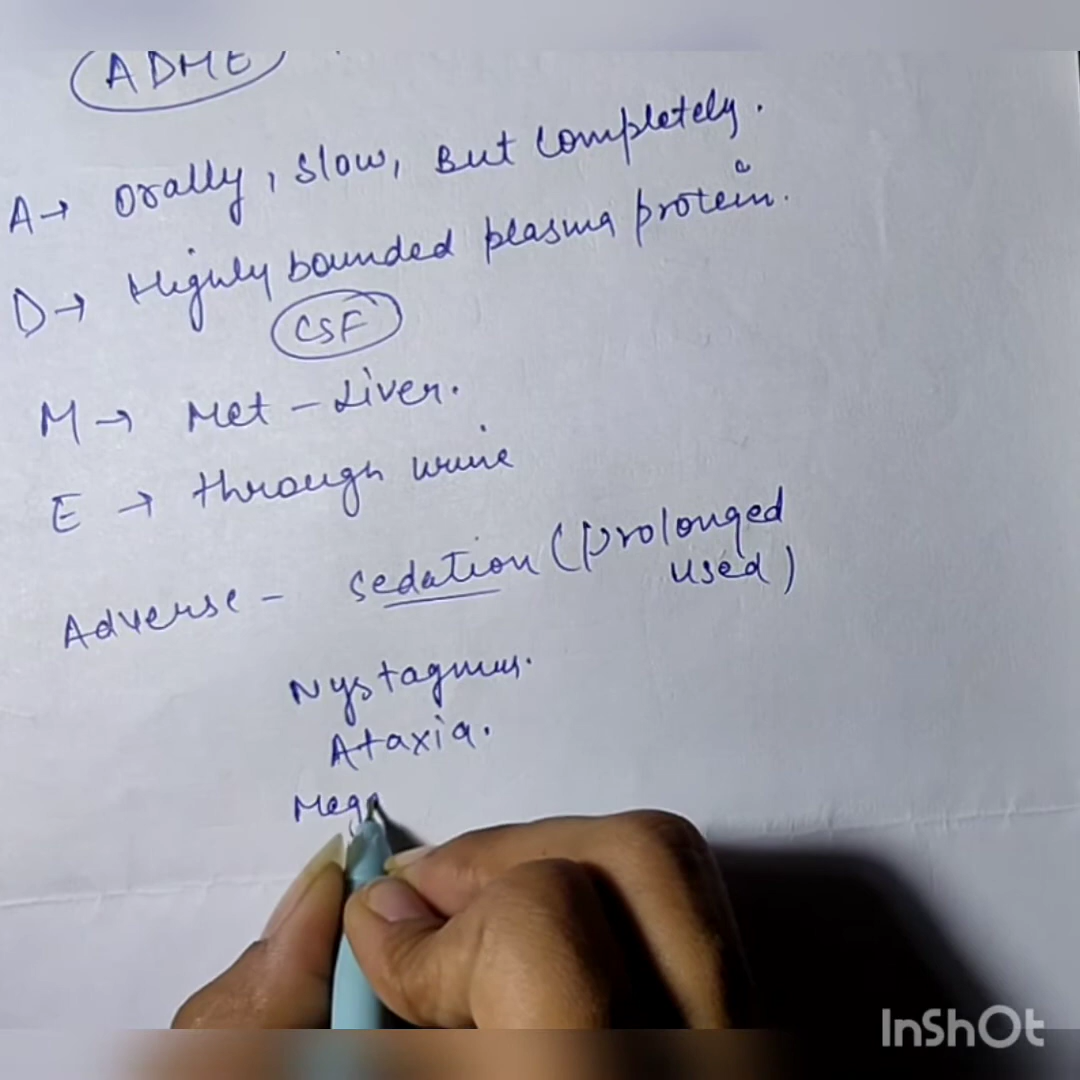 ADME
A → orally, slow, But completely.
D → Highly bounded plasma protein.
CSF
M → Met - Liver.
E → through urine
Adverse - sedation (prolonged
used)
Nystagmus.
Ataxia.
Mega
InShOt